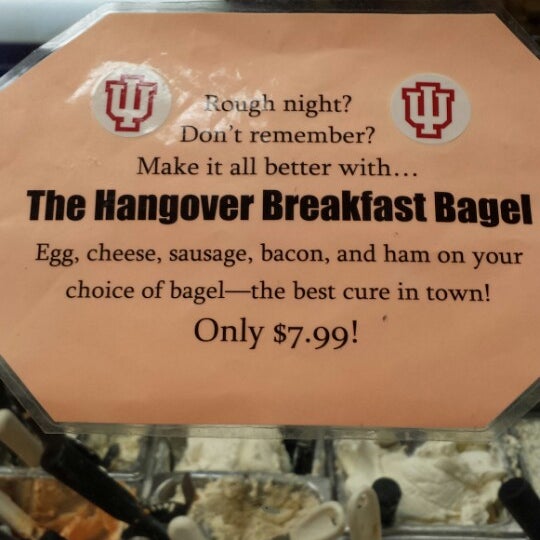 Rough night?
Don't remember?
Make it all better with...
The Hangover Breakfast Bagel
Egg, cheese, sausage, bacon, and ham on your
choice of bagel—the best cure in town!
Only $7.99!